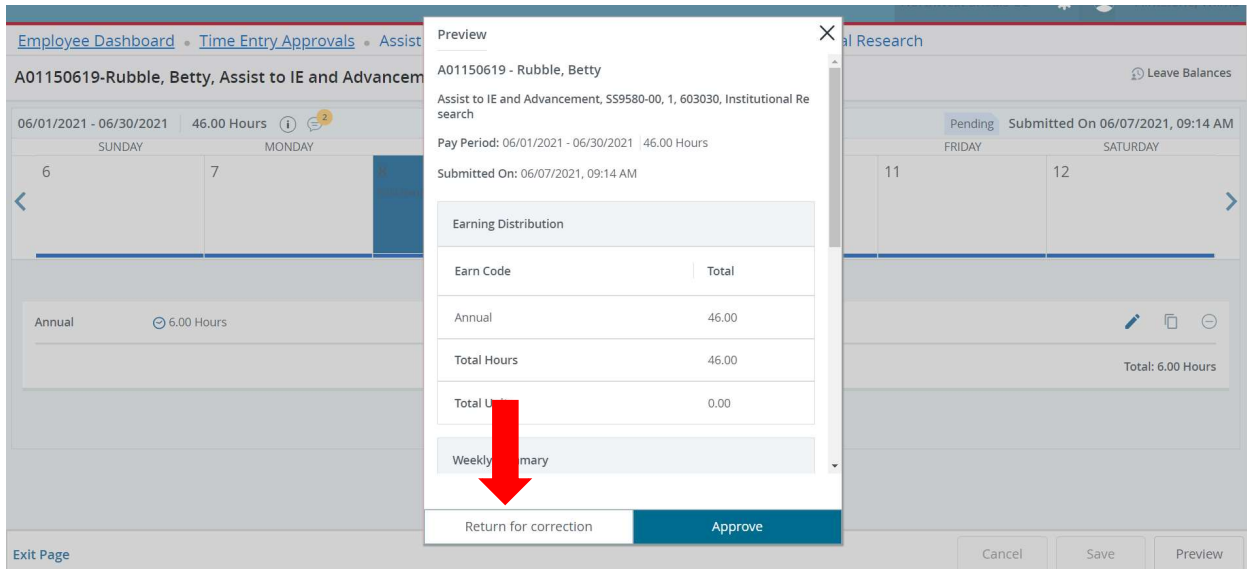 Employee Dashboard • Time Entry Approvals • Assist
al Research
A01150619-Rubble, Betty, Assist to IE and Advancem
Leave Balances
06/01/2021 - 06/30/2021 46.00 Hours 2
Pending Submitted On 06/07/2021, 09:14 AM
SUNDAY MONDAY FRIDAY SATURDAY
6 7 8 11 12
Annual 6.00 Hours
Total: 6.00 Hours
Preview
A01150619 - Rubble, Betty
Assist to IE and Advancement, SS9580-00, 1, 603030, Institutional Re
search
Pay Period: 06/01/2021 - 06/30/2021 46.00 Hours
Submitted On: 06/07/2021, 09:14 AM
Earning Distribution
Earn Code Total
Annual 46.00
Total Hours 46.00
Total 0.00
Weekly mmary
Return for correction Approve
Exit Page
Cancel Save Preview